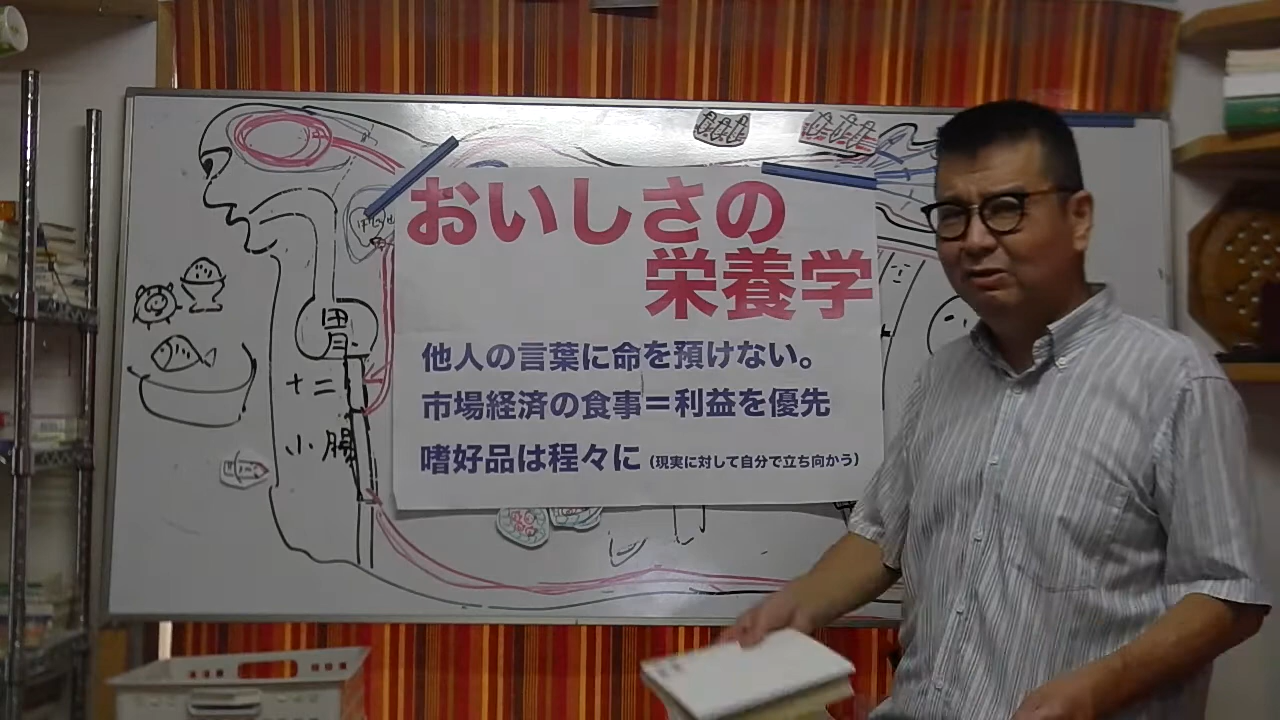 おいしさの
栄養学
他人の言葉に命を預けない。
市場経済の食事＝利益を優先
嗜好品は程々に（現実に対して自分で立ち向かう）
胃
十二
小腸